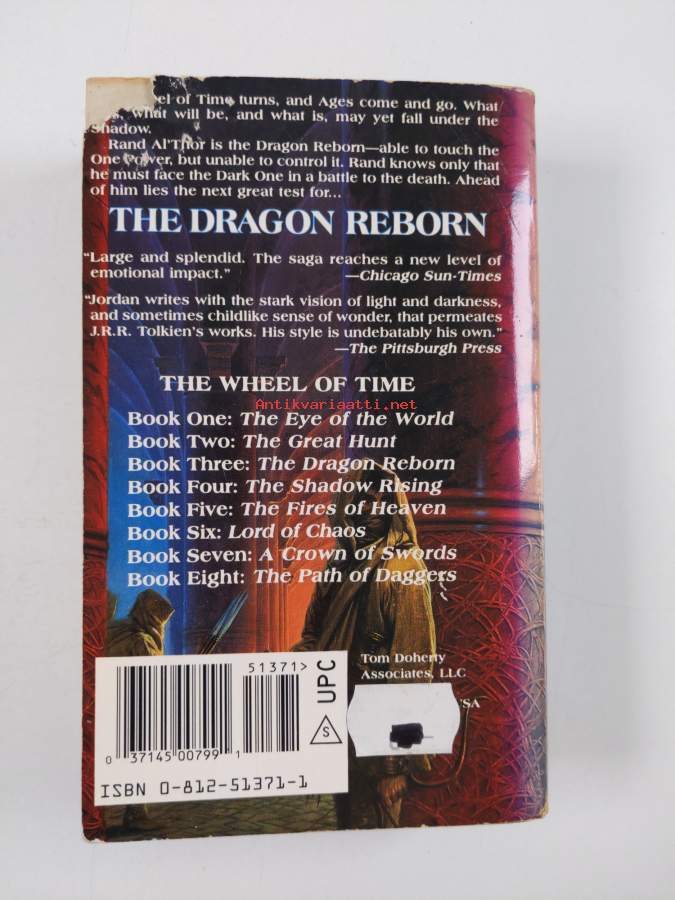 el of Time turns, and Ages come and go. What
what will be, and what is, may yet fall under the
Shadow.
Rand Al'Thor is the Dragon Reborn—able to touch the
One Power, but unable to control it. Rand knows only that
he must face the Dark One in a battle to the death. Ahead
of him lies the next great test for...
THE DRAGON REBORN
"Large and splendid. The saga reaches a new level of
emotional impact." —Chicago Sun-Times
"Jordan writes with the stark vision of light and darkness,
and sometimes childlike sense of wonder, that permeates
J.R.R. Tolkien's works. His style is undebatably his own."
—The Pittsburgh Press
THE WHEEL OF TIME
Antikvariaatti.net
Book One: The Eye of the World
Book Two: The Great Hunt
Book Three: The Dragon Reborn
Book Four: The Shadow Rising
Book Five: The Fires of Heaven
Book Six: Lord of Chaos
Book Seven: A Crown of Swords
Book Eight: The Path of Daggers
Tom Doherty
Associates, LLC
51371>
UPC
S
0 37145 00799 1
ISBN 0-812-51371-1